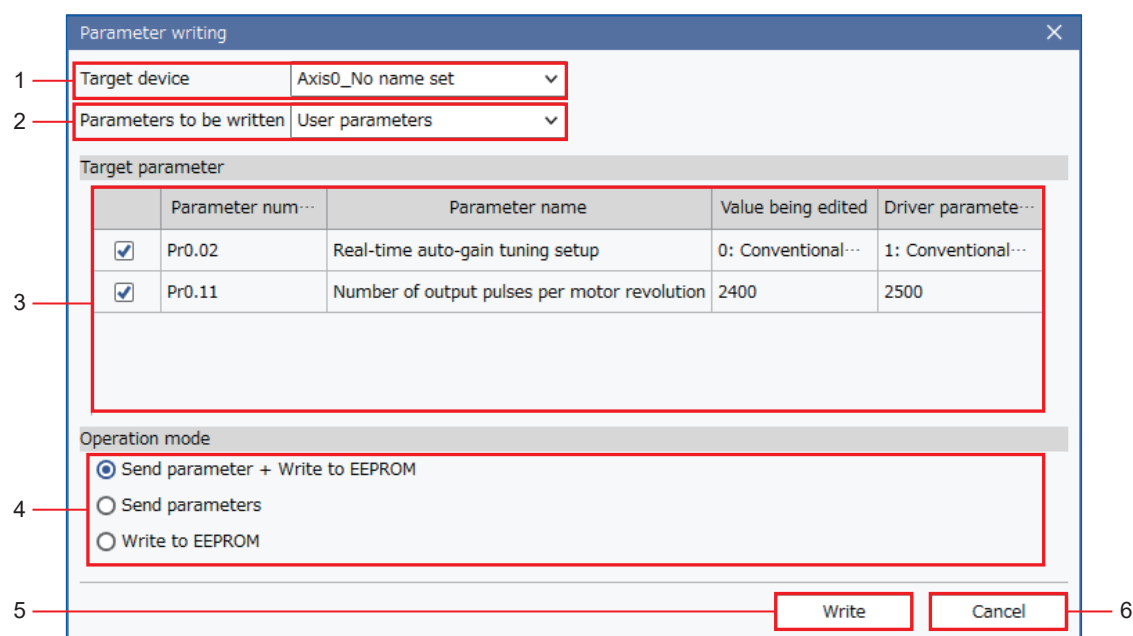 Parameter writing
1 Target device Axis0_No name set
2 Parameters to be written User parameters
Target parameter
Parameter num… Parameter name Value being edited Driver paramete…
Pr0.02 Real-time auto-gain tuning setup 0: Conventional… 1: Conventional…
3 Pr0.11 Number of output pulses per motor revolution 2400 2500
Operation mode
Send parameter + Write to EEPROM
4 Send parameters
Write to EEPROM
5 Write Cancel 6